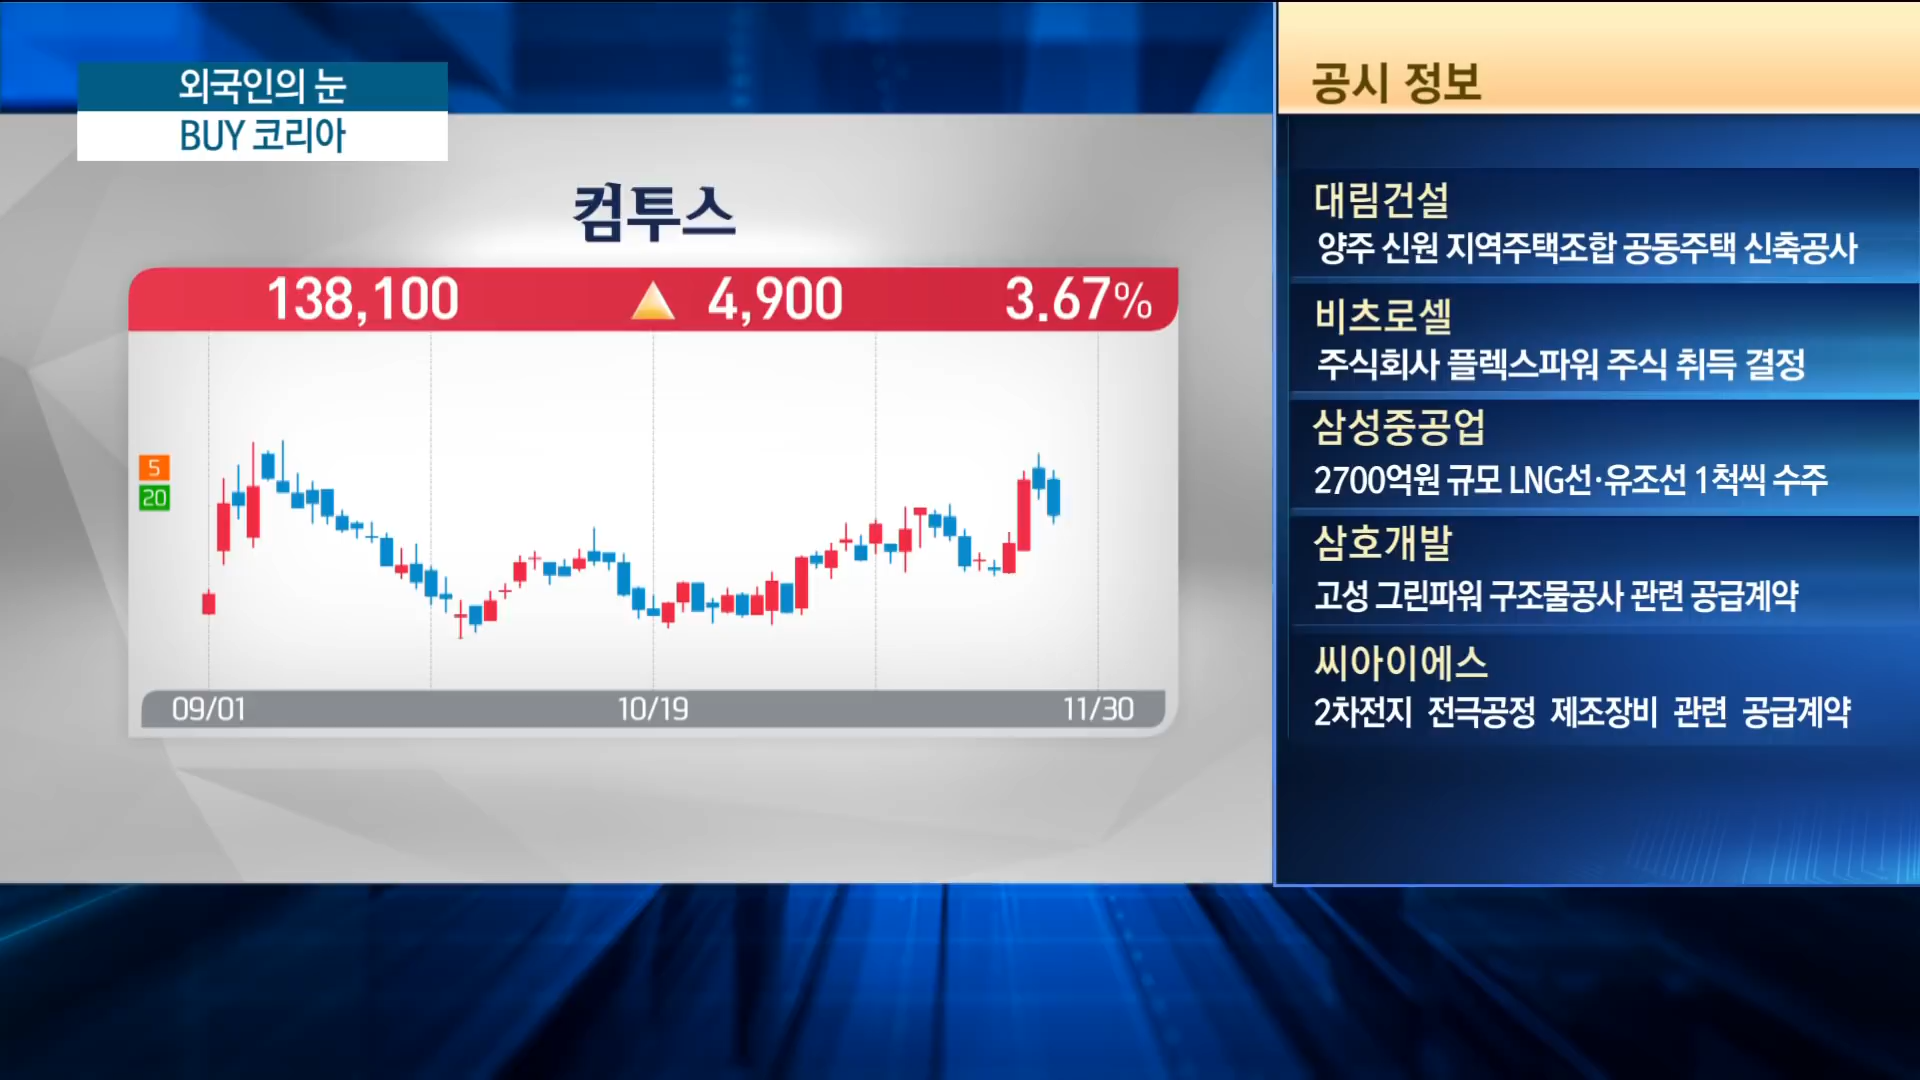 외국인의 눈
BUY 코리아
컴투스
138,100 ▲ 4,900 3.67%
5
20
09/01 10/19 11/30
공시 정보
대림건설
양주 신원 지역주택조합 공동주택 신축공사
비츠로셀
주식회사 플렉스파워 주식 취득 결정
삼성중공업
2700억원 규모 LNG선·유조선 1척씩 수주
삼호개발
고성 그린파워 구조물공사 관련 공급계약
씨아이에스
2차전지 전극공정 제조장비 관련 공급계약